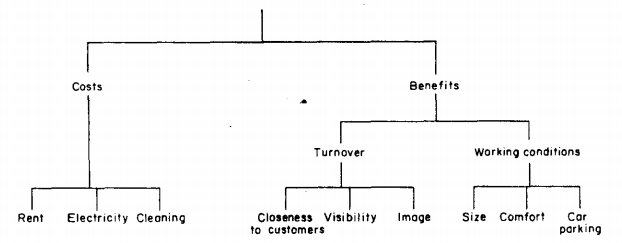 Costs
Benefits
Turnover
Working conditions
Rent
Electricity
Cleaning
Closeness
to customers
Visibility
Image
Size
Comfort
Car
parking